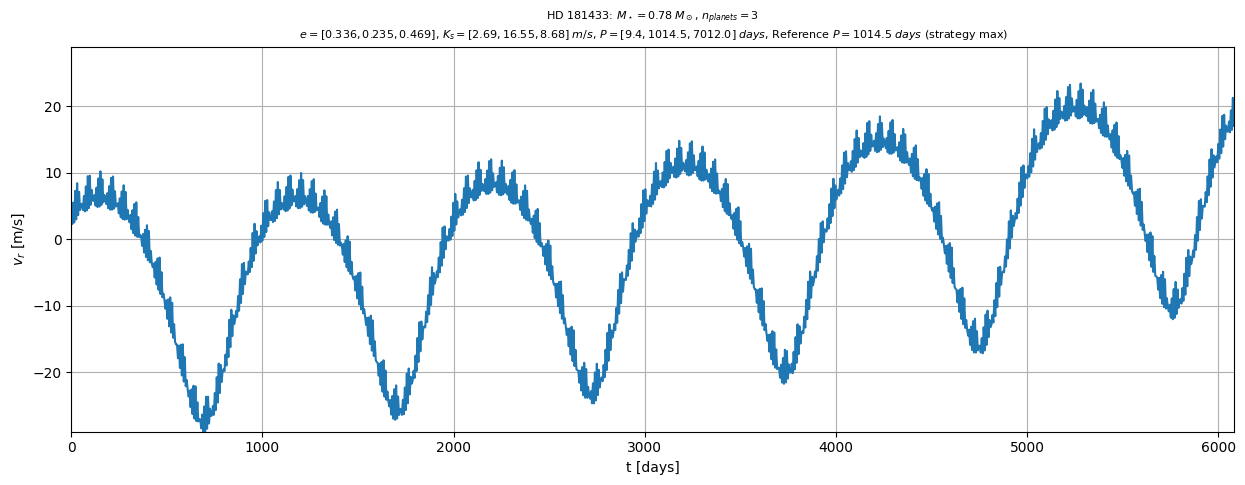 HD 181433: $M_\star = 0.78\ M_\odot$, $n_{planets} = 3$
$e = [0.336, 0.235, 0.469]$, $K_s = [2.69, 16.55, 8.68]\ m/s$, $P = [9.4, 1014.5, 7012.0]\ days$, Reference $P = 1014.5\ days$ (strategy max)
20
10
0
−10
−20
$v_r$ [m/s]
0 1000 2000 3000 4000 5000 6000
t [days]